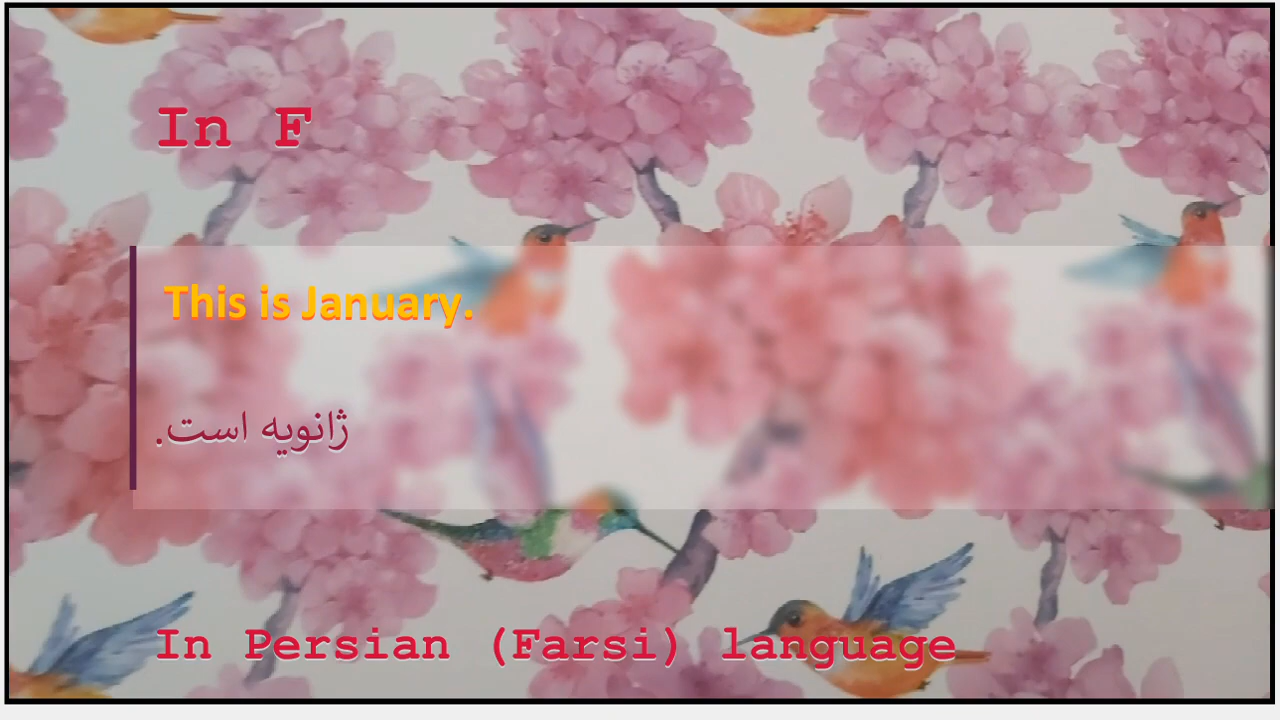 In F
This is January.
ژانویه است.
In Persian (Farsi) language